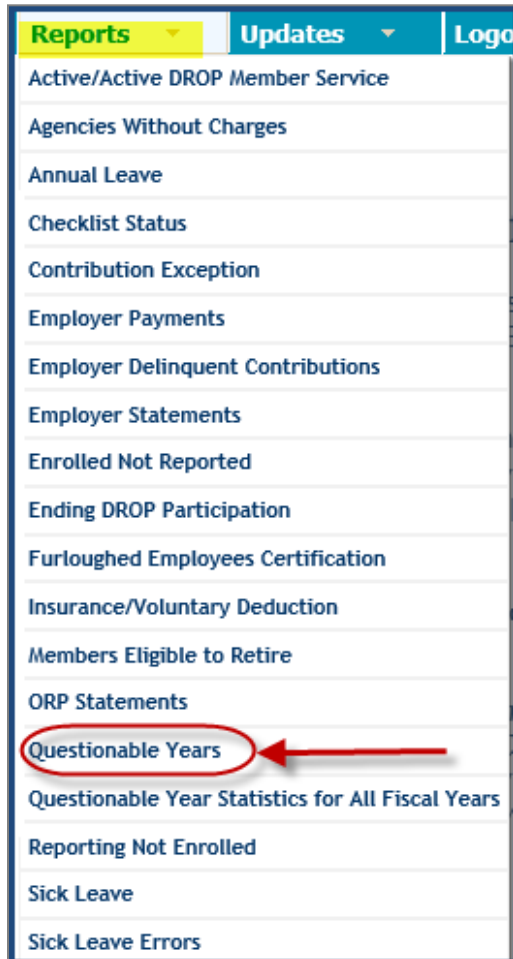 Reports Updates Logo
Active/Active DROP Member Service
Agencies Without Charges
Annual Leave
Checklist Status
Contribution Exception
Employer Payments
Employer Delinquent Contributions
Employer Statements
Enrolled Not Reported
Ending DROP Participation
Furloughed Employees Certification
Insurance/Voluntary Deduction
Members Eligible to Retire
ORP Statements
Questionable Years
Questionable Year Statistics for All Fiscal Years
Reporting Not Enrolled
Sick Leave
Sick Leave Errors